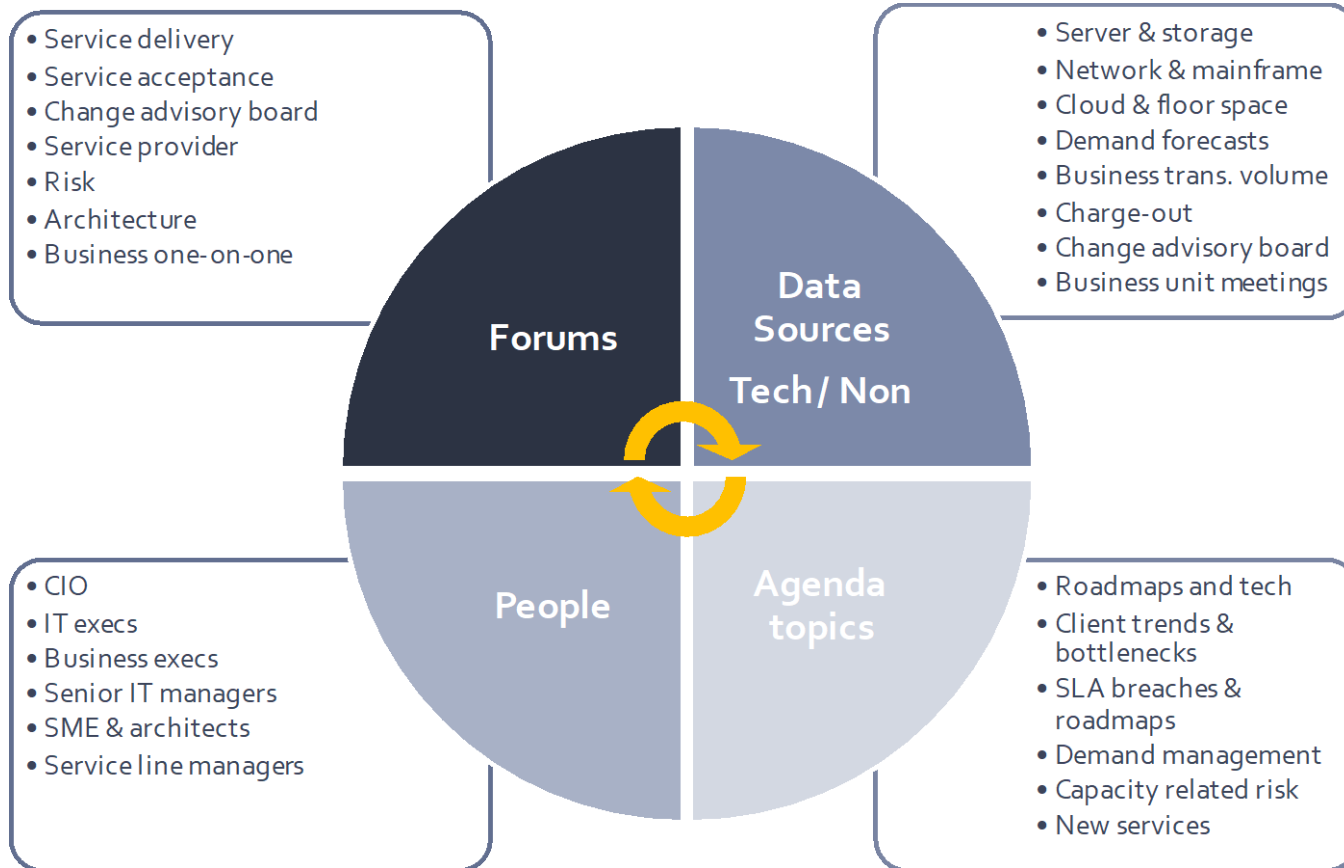 • Service delivery
• Service acceptance
• Change advisory board
• Service provider
• Risk
• Architecture
• Business one-on-one
• Server & storage
• Network & mainframe
• Cloud & floor space
• Demand forecasts
• Business trans. volume
• Charge-out
• Change advisory board
• Business unit meetings
Forums
Data
Sources
Tech / Non
People
Agenda
topics
• CIO
• IT execs
• Business execs
• Senior IT managers
• SME & architects
• Service line managers
• Roadmaps and tech
• Client trends &
bottlenecks
• SLA breaches &
roadmaps
• Demand management
• Capacity related risk
• New services